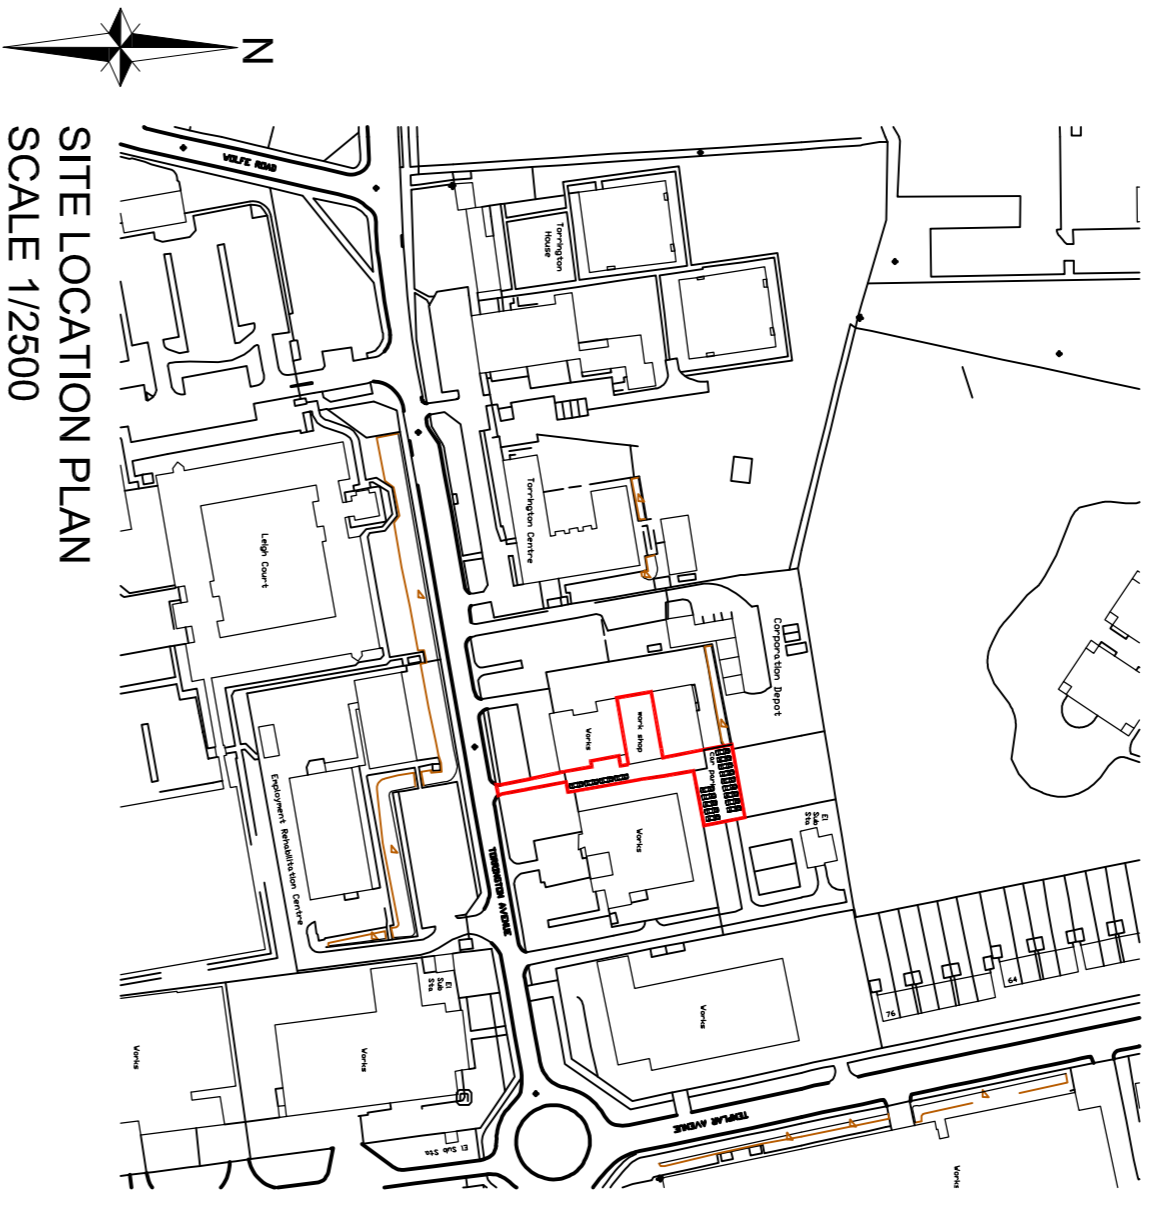 N
SITE LOCATION PLAN
SCALE 1/2500
WOLFE ROAD
Torrington
House
Torrington Centre
Leigh Court
Corporation Depot
work shop
Works
car park
El
Sub
Sta
Works
Employment Rehabilitation Centre
TORRINGTON AVENUE
64
76
El
Sub
Sta
Works
Works
Works
El Sub Sta
TEMPLAR AVENUE
Works